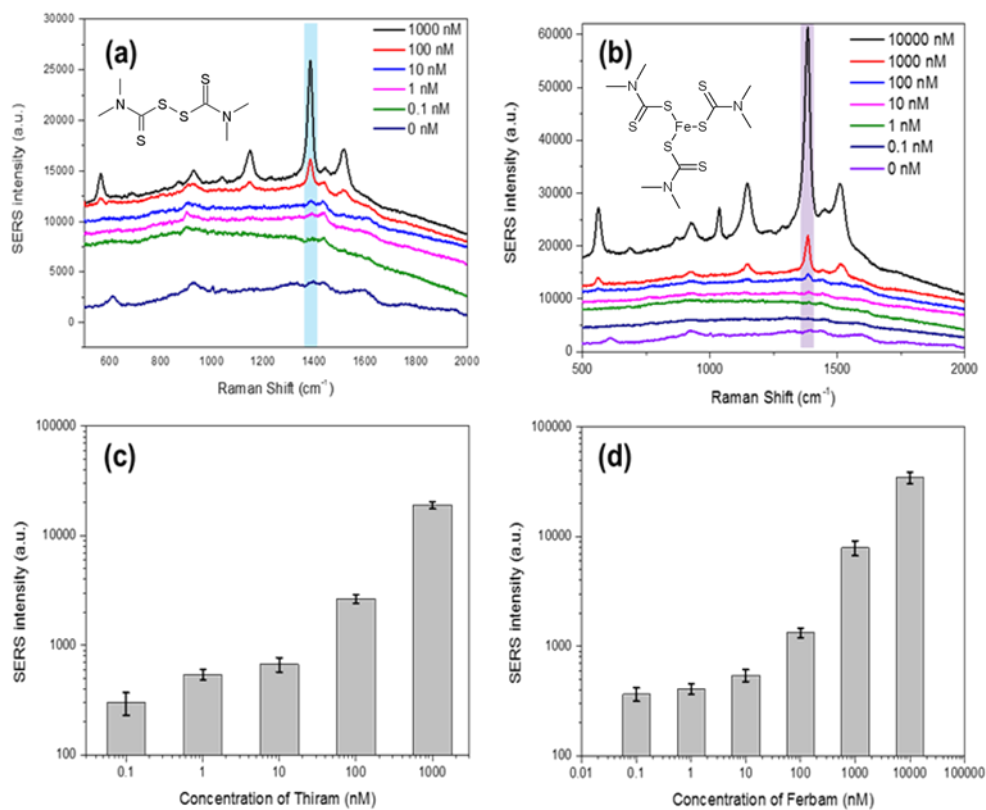 (a)
30000
25000
20000
15000
10000
5000
0
SERS intensity (a.u.)
1000 nM
100 nM
10 nM
1 nM
0.1 nM
0 nM
N
S
S
S
S
N
600 800 1000 1200 1400 1600 1800 2000
Raman Shift (cm⁻¹)
(b)
60000
50000
40000
30000
20000
10000
0
SERS intensity (a.u.)
10000 nM
1000 nM
100 nM
10 nM
1 nM
0.1 nM
0 nM
N
S
S
S
N
S
Fe
S
S
N
500 1000 1500 2000
Raman Shift (cm⁻¹)
(c)
100000
10000
1000
100
SERS intensity (a.u.)
0.1 1 10 100 1000
Concentration of Thiram (nM)
(d)
100000
10000
1000
100
SERS intensity (a.u.)
0.01 0.1 1 10 100 1000 10000 100000
Concentration of Ferbam (nM)